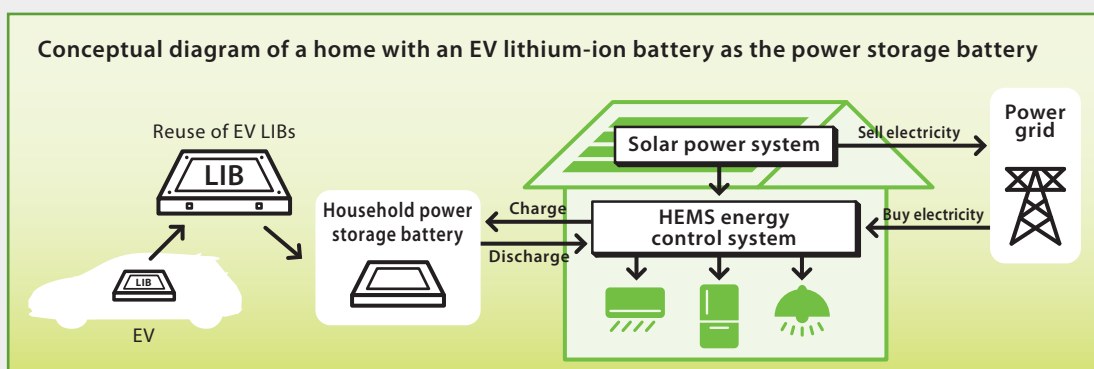 Conceptual diagram of a home with an EV lithium-ion battery as the power storage battery
Reuse of EV LIBs
LIB
LIB
EV
Household power
storage battery
Charge
Discharge
Solar power system
HEMS energy
control system
Sell electricity
Buy electricity
Power
grid